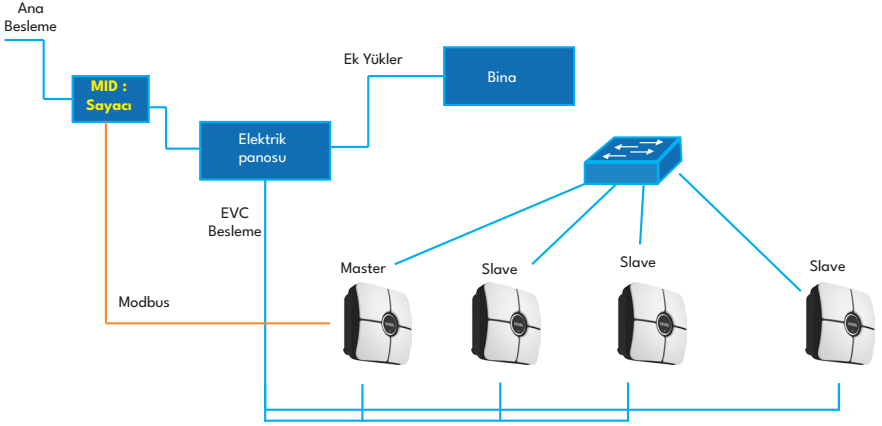 Ana
Besleme
MID :
Sayacı
Ek Yükler
Bina
Elektrik
panosu
EVC
Besleme
Master
Slave
Slave
Slave
Modbus